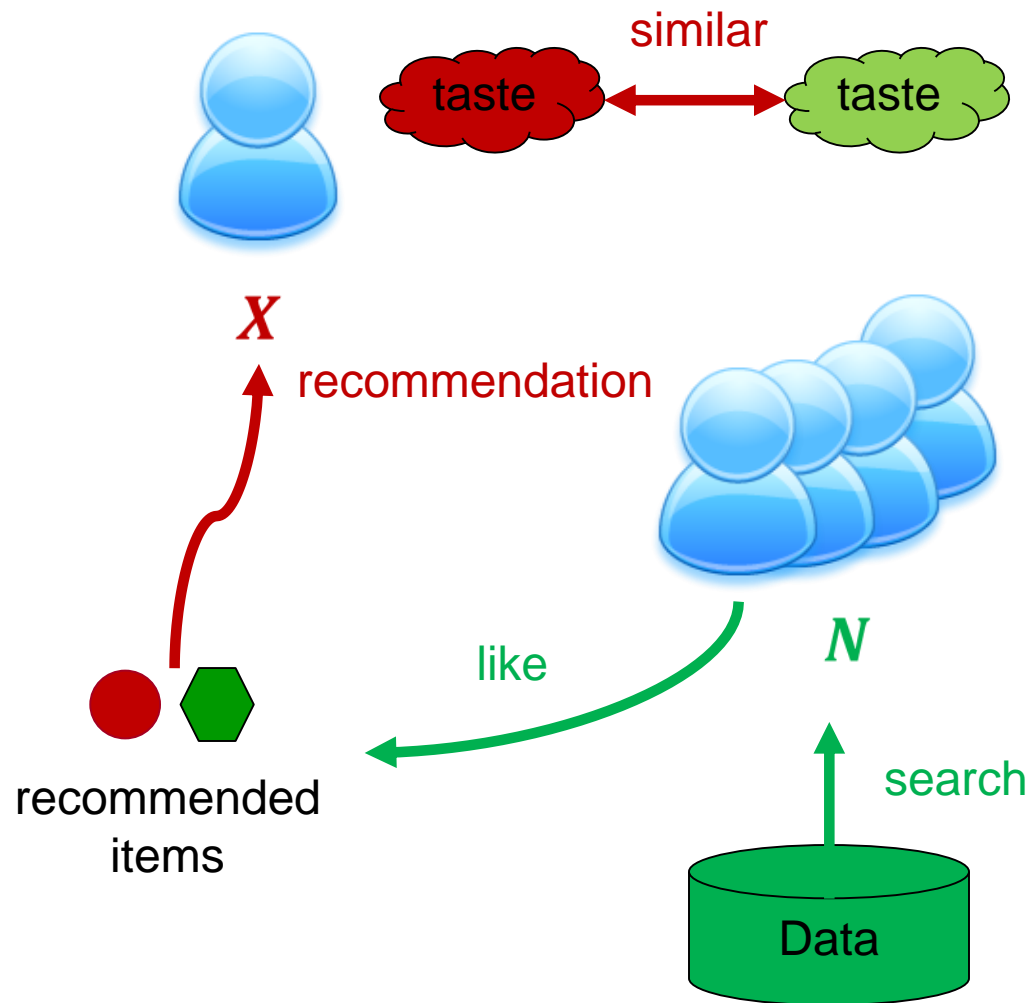 similar
taste
taste
X
recommendation
N
like
search
recommended
items
Data